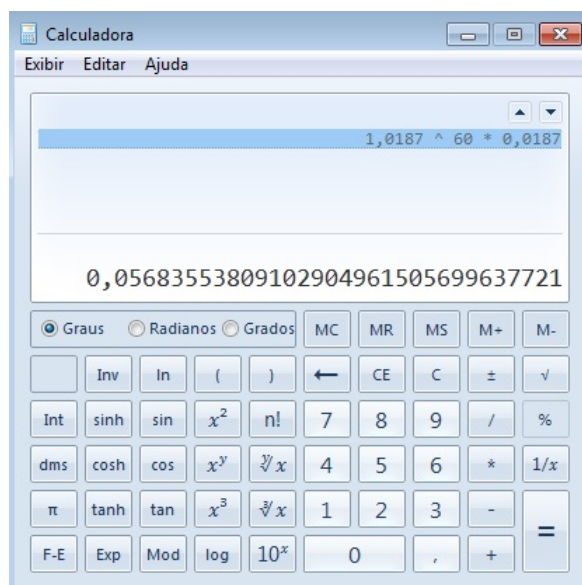 Calculadora
Exibir Editar Ajuda
1,0187 ^ 60 * 0,0187
0,05683553809102904961505699637721
Graus Radianos Grados MC MR MS M+ M-
Inv ln ( ) ← CE C ± √
Int sinh sin x² n! 7 8 9 / %
dms cosh cos xʸ ʸ√x 4 5 6 * 1/x
π tanh tan x³ ³√x 1 2 3 - =
F-E Exp Mod log 10ˣ 0 , +